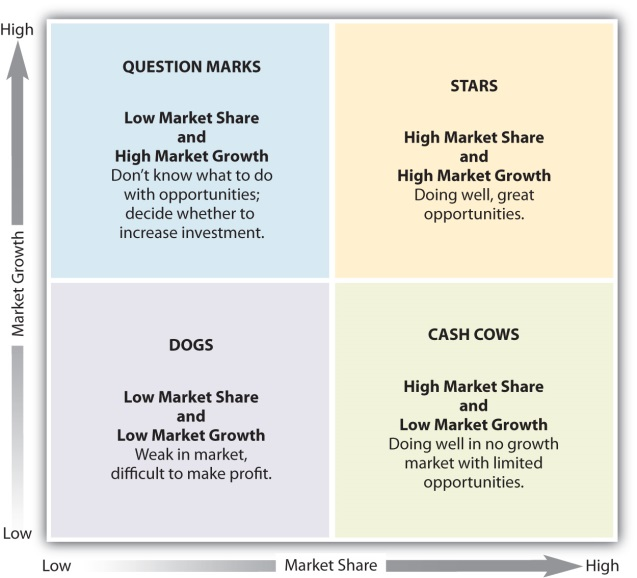 High
QUESTION MARKS
Low Market Share
and
High Market Growth
Don't know what to do
with opportunities;
decide whether to
increase investment.
STARS
High Market Share
and
High Market Growth
Doing well, great
opportunities.
Market Growth
DOGS
Low Market Share
and
Low Market Growth
Weak in market,
difficult to make profit.
CASH COWS
High Market Share
and
Low Market Growth
Doing well in no growth
market with limited
opportunities.
Low
Low
Market Share
High